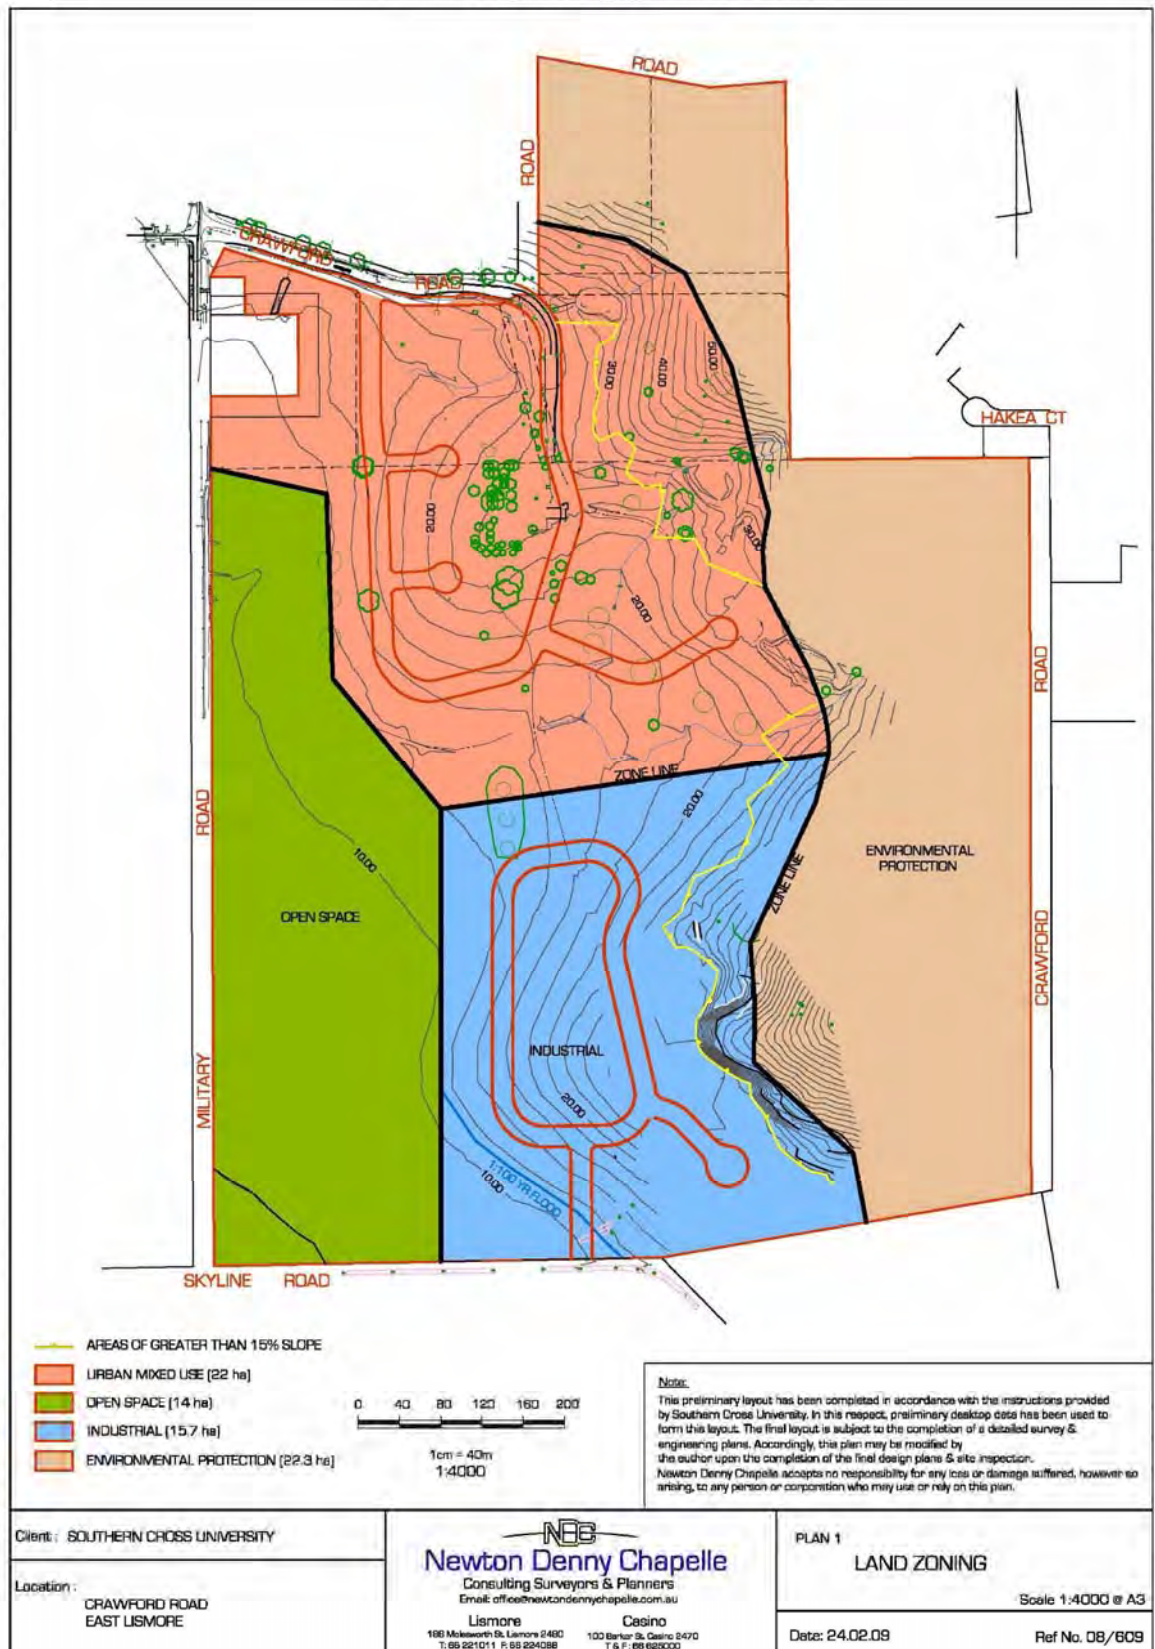 ROAD
ROAD
CRAWFORD
ROAD
HAKEA CT
50.00
40.00
30.00
20.00
30.00
20.00
ROAD
ZONE LINE
20.00
ROAD
10.00
ENVIRONMENTAL
PROTECTION
ZONE LINE
OPEN SPACE
CRAWFORD
INDUSTRIAL
MILITARY
20.00
1:100 YR FLOOD
10.00
SKYLINE ROAD
AREAS OF GREATER THAN 15% SLOPE
URBAN MIXED USE (22 ha)
OPEN SPACE (14 ha)
INDUSTRIAL (15.7 ha)
ENVIRONMENTAL PROTECTION (22.3 ha)
0 40 80 120 160 200
1cm = 40m
1:4000
Note:
This preliminary layout has been completed in accordance with the instructions provided
by Southern Cross University. In this respect, preliminary desktop data has been used to
form this layout. The final layout is subject to the completion of a detailed survey &
engineering plans. Accordingly, this plan may be modified by
the author upon the completion of the final design plans & site inspection.
Newton Denny Chapelle accepts no responsibility for any loss or damage suffered, however so
arising, to any person or corporation who may use or rely on this plan.
Client : SOUTHERN CROSS UNIVERSITY
Location :
CRAWFORD ROAD
EAST LISMORE
NDC
Newton Denny Chapelle
Consulting Surveyors & Planners
Email: office@newtondennychapelle.com.au
Lismore Casino
Molesworth St. Lismore 2480 100 Barker St. Casino 2470
PLAN 1
LAND ZONING
Scale 1:4000 @ A3
Date: 24.02.09
Ref No. 08/609